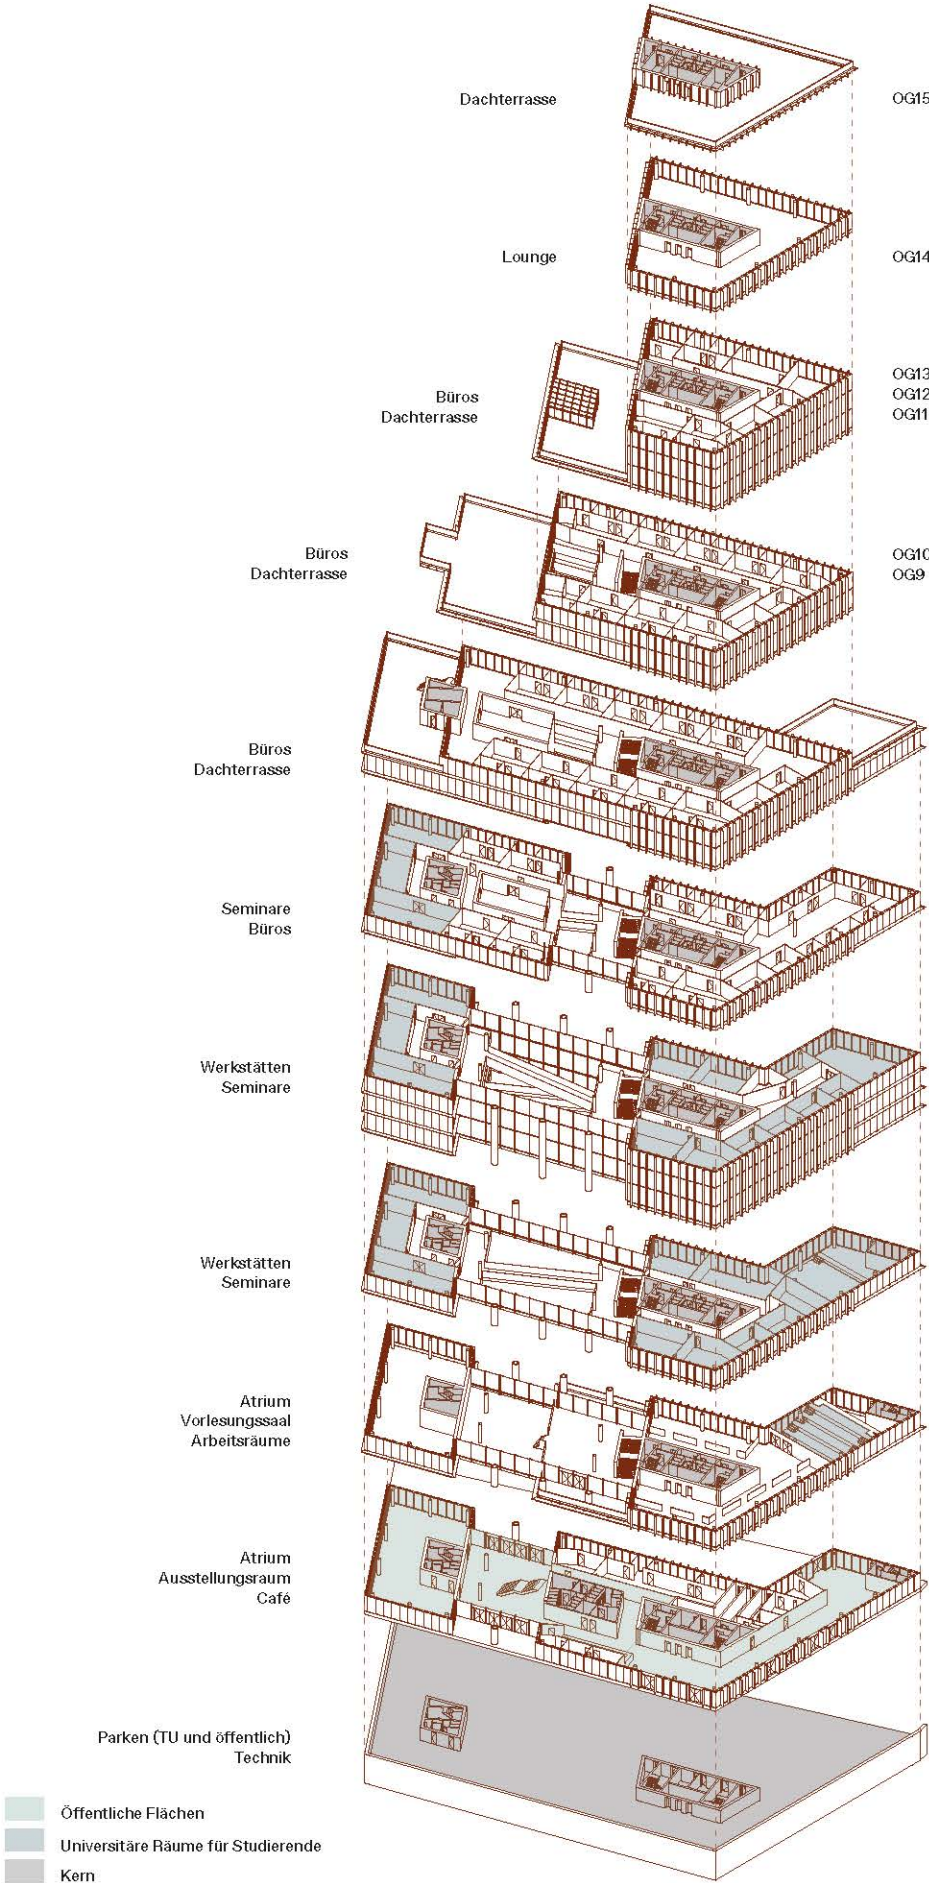 Dachterrasse
OG15
Lounge
OG14
Büros
Dachterrasse
OG13
OG12
OG11
Büros
Dachterrasse
OG10
OG9
Büros
Dachterrasse
Seminare
Büros
Werkstätten
Seminare
Werkstätten
Seminare
Atrium
Vorlesungssaal
Arbeitsräume
Atrium
Ausstellungsraum
Café
Parken (TU und öffentlich)
Technik
Öffentliche Flächen
Universitäre Räume für Studierende
Kern